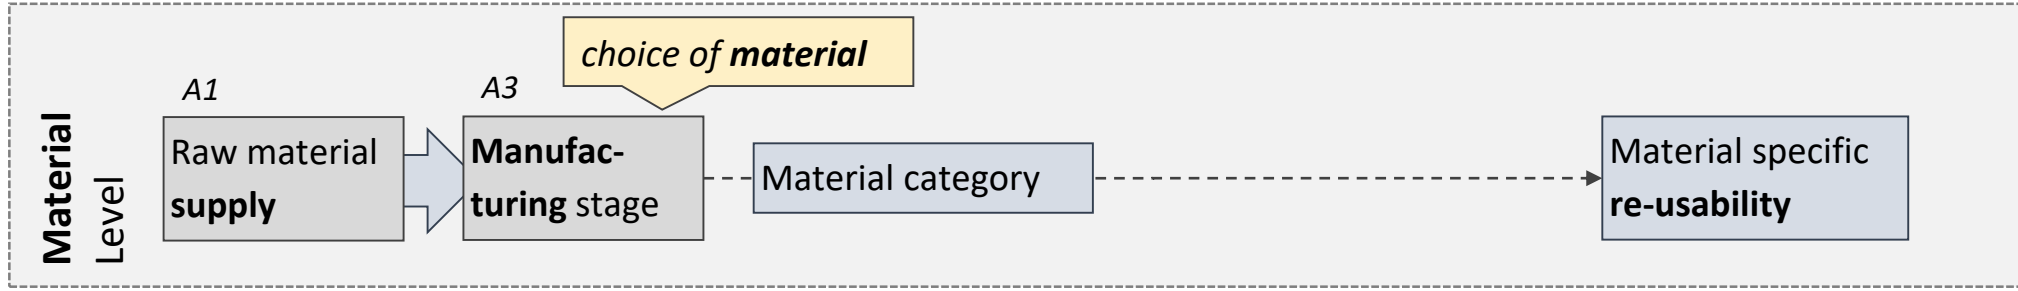 Material
Level
A1
Raw material
supply
A3
Manufac-
turing stage
choice of material
Material category
Material specific
re-usability